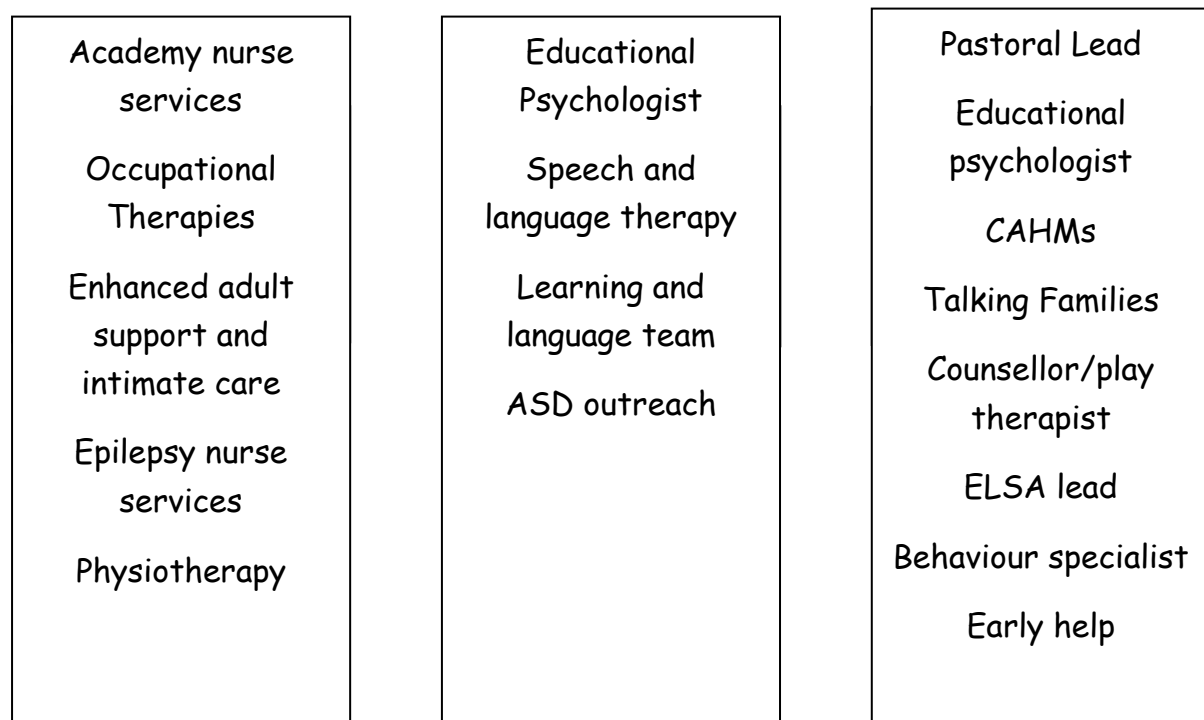 Academy nurse
services
Occupational
Therapies
Enhanced adult
support and
intimate care
Epilepsy nurse
services
Physiotherapy
Educational
Psychologist
Speech and
language therapy
Learning and
language team
ASD outreach
Pastoral Lead
Educational
psychologist
CAHMs
Talking Families
Counsellor/play
therapist
ELSA lead
Behaviour specialist
Early help